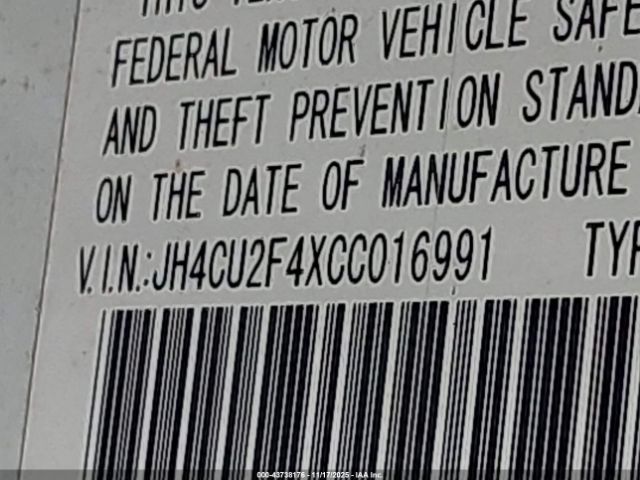 FEDERAL MOTOR VEHICLE SAFE
AND THEFT PREVENTION STAND
ON THE DATE OF MANUFACTURE
V.I.N.:JH4CU2F4XCC016991 TYP
000-43738176 - 11/17/2025 - IAA Inc.